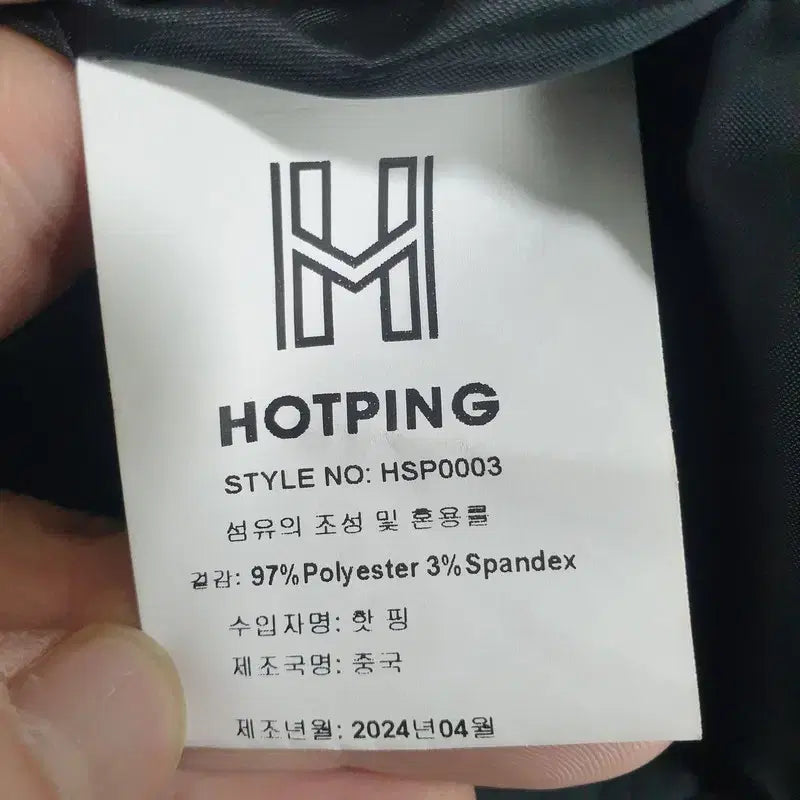 HOTPING
STYLE NO: HSP0003
섬유의 조성 및 혼용률
겉감: 97%Polyester 3%Spandex
수입자명: 핫 핑
제조국명: 중국
제조년월: 2024년04월